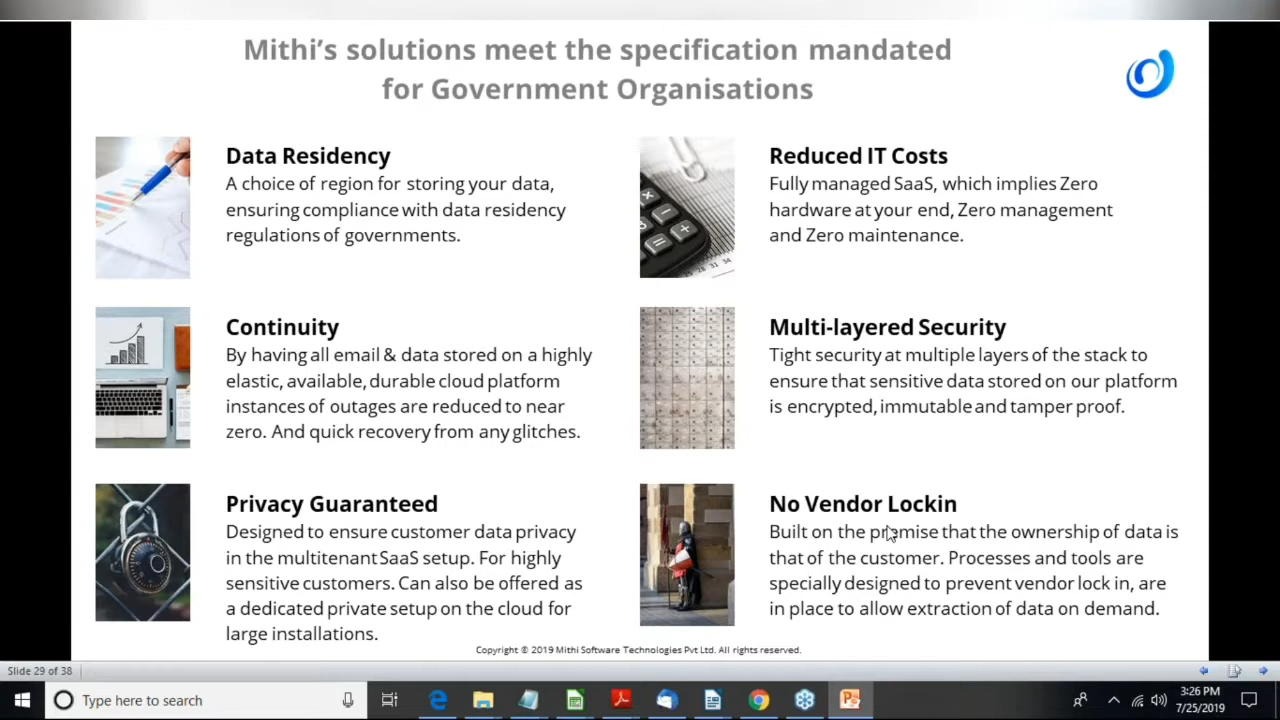 Mithi's solutions meet the specification mandated
for Government Organisations
Data Residency
A choice of region for storing your data,
ensuring compliance with data residency
regulations of governments.
Reduced IT Costs
Fully managed SaaS, which implies Zero
hardware at your end, Zero management
and Zero maintenance.
Continuity
By having all email & data stored on a highly
elastic, available, durable cloud platform
instances of outages are reduced to near
zero. And quick recovery from any glitches.
Multi-layered Security
Tight security at multiple layers of the stack to
ensure that sensitive data stored on our platform
is encrypted, immutable and tamper proof.
Privacy Guaranteed
Designed to ensure customer data privacy
in the multitenant SaaS setup. For highly
sensitive customers. Can also be offered as
a dedicated private setup on the cloud for
large installations.
No Vendor Lockin
Built on the premise that the ownership of data is
that of the customer. Processes and tools are
specially designed to prevent vendor lock in, are
in place to allow extraction of data on demand.
Copyright © 2019 Mithi Software Technologies Pvt Ltd. All rights reserved.
Slide 29 of 38
Type here to search
3:26 PM
7/25/2019